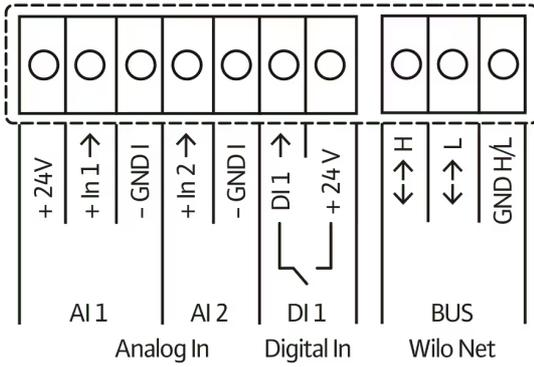 + 24V
+ In 1 →
- GND I
+ In 2 →
- GND I
DI 1 →
+ 24 V
↔ H
↔ L
GND H/L
AI 1
AI 2
DI 1
BUS
Analog In
Digital In
Wilo Net